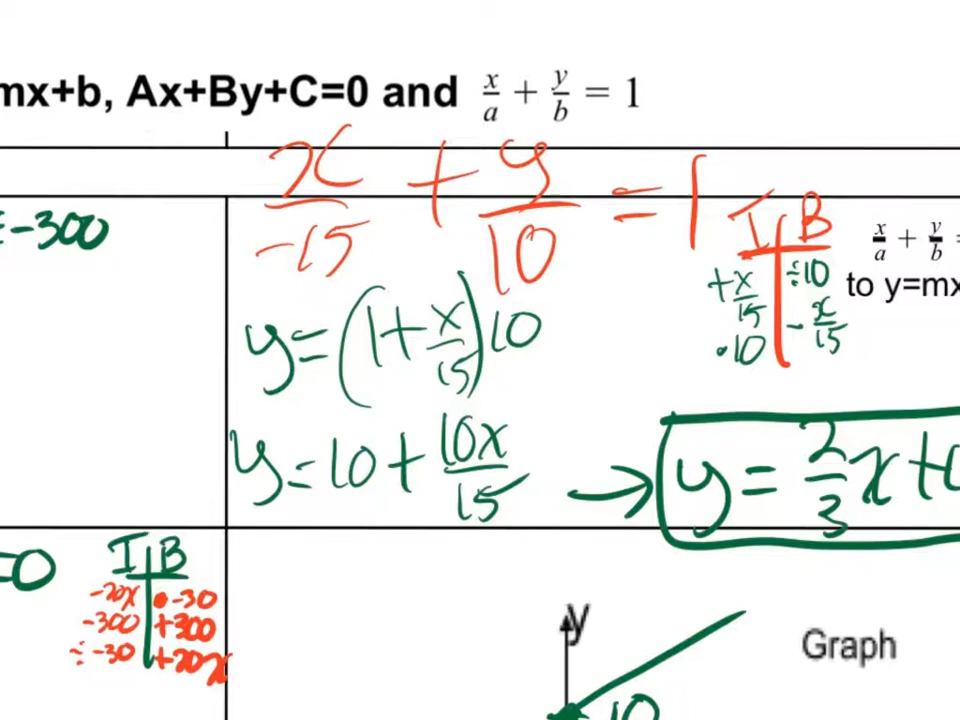 mx+b, Ax+By+C=0 and x/a + y/b = 1
x/-15 + y/10 = 1
=-300
I | B
+x/15 | ÷10
·10 | -x/15
x/a + y/b =
to y=mx
y=(1+x/15)10
y=10+10x/15 → y=2/3x+
=0
I | B
-20x | •-30
-300 | +300
÷-30 | +20x
y
Graph
10